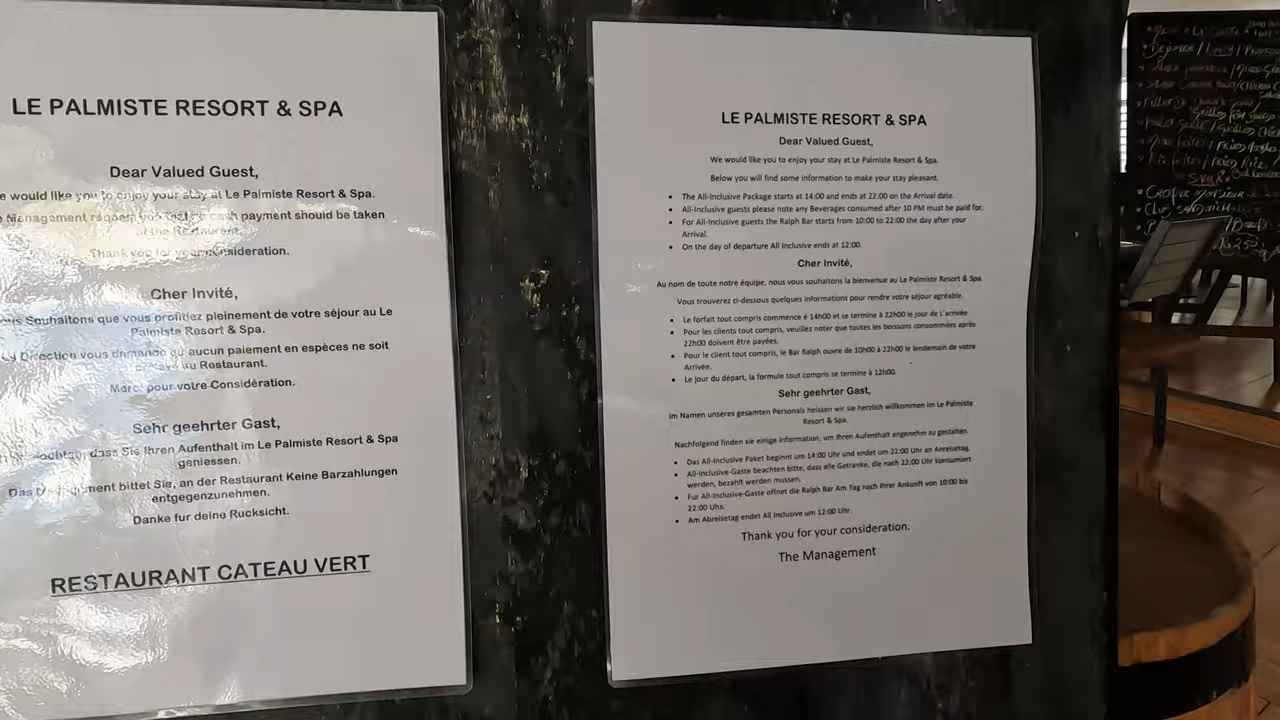 LE PALMISTE RESORT & SPA
Dear Valued Guest,
e would like you to enjoy your stay at Le Palmiste Resort & Spa.
Management request you that cash payment should be taken
at the Restaurant.
Thank you for your consideration.
Cher Invité,
Souhaitons que vous profitiez pleinement de votre séjour au Le
Palmiste Resort & Spa.
La Direction vous demande qu'aucun paiement en espèces ne soit
au Restaurant.
pour votre Considération.
Sehr geehrter Gast,
dass Sie Ihren Aufenthalt im Le Palmiste Resort & Spa
geniessen.
bittet Sie, an der Restaurant Keine Barzahlungen
entgegenzunehmen.
Danke fur deine Rucksicht.
RESTAURANT CATEAU VERT
LE PALMISTE RESORT & SPA
Dear Valued Guest,
We would like you to enjoy your stay at Le Palmiste Resort & Spa.
Below you will find some information to make your stay pleasant.
• The All-Inclusive Package starts at 14:00 and ends at 22:00 on the Arrival date.
• All-Inclusive guests please note any Beverages consumed after 10 PM must be paid for.
• For All-Inclusive guests the Ralph Bar starts from 10:00 to 22:00 the day after your
Arrival.
• On the day of departure All Inclusive ends at 12:00.
Cher Invité,
Au nom de toute notre équipe, nous vous souhaitons la bienvenue au Le Palmiste Resort & Spa.
Vous trouverez ci-dessous quelques informations pour rendre votre séjour agréable.
• Le forfait tout compris commence é 14h00 et se termine à 22h00 le jour de L'arrivée
• Pour les clients tout compris, veuillez noter que toutes les boissons consommées après
22h00 doivent être payées.
• Pour le client tout compris, le Bar Ralph ouvre de 10h00 à 22h00 le lendemain de votre
Arrivée.
• Le jour du départ, la formule tout compris se termine à 12h00.
Sehr geehrter Gast,
Im Namen unseres gesamten Personals heissen wir sie herzlich willkommen im Le Palmiste
Resort & Spa.
Nachfolgend finden sie einige information, um Ihren Aufenthalt angenehm zu gestalten.
• Das All-Inclusive Paket beginnt um 14:00 Uhr und endet um 22:00 Uhr an Anreisetag.
• All-Inclusive-Gaste beachten bitte, dass alle Getranke, die nach 22:00 Uhr konsumiert
werden, bezahlt werden mussen.
• Fur All-Inclusive-Gaste offnet die Ralph Bar Am Tag nach Ihrer Ankunft von 10:00 bis
22:00 Uhr.
• Am Abreisetag endet All Inclusive um 12:00 Uhr.
Thank you for your consideration.
The Management